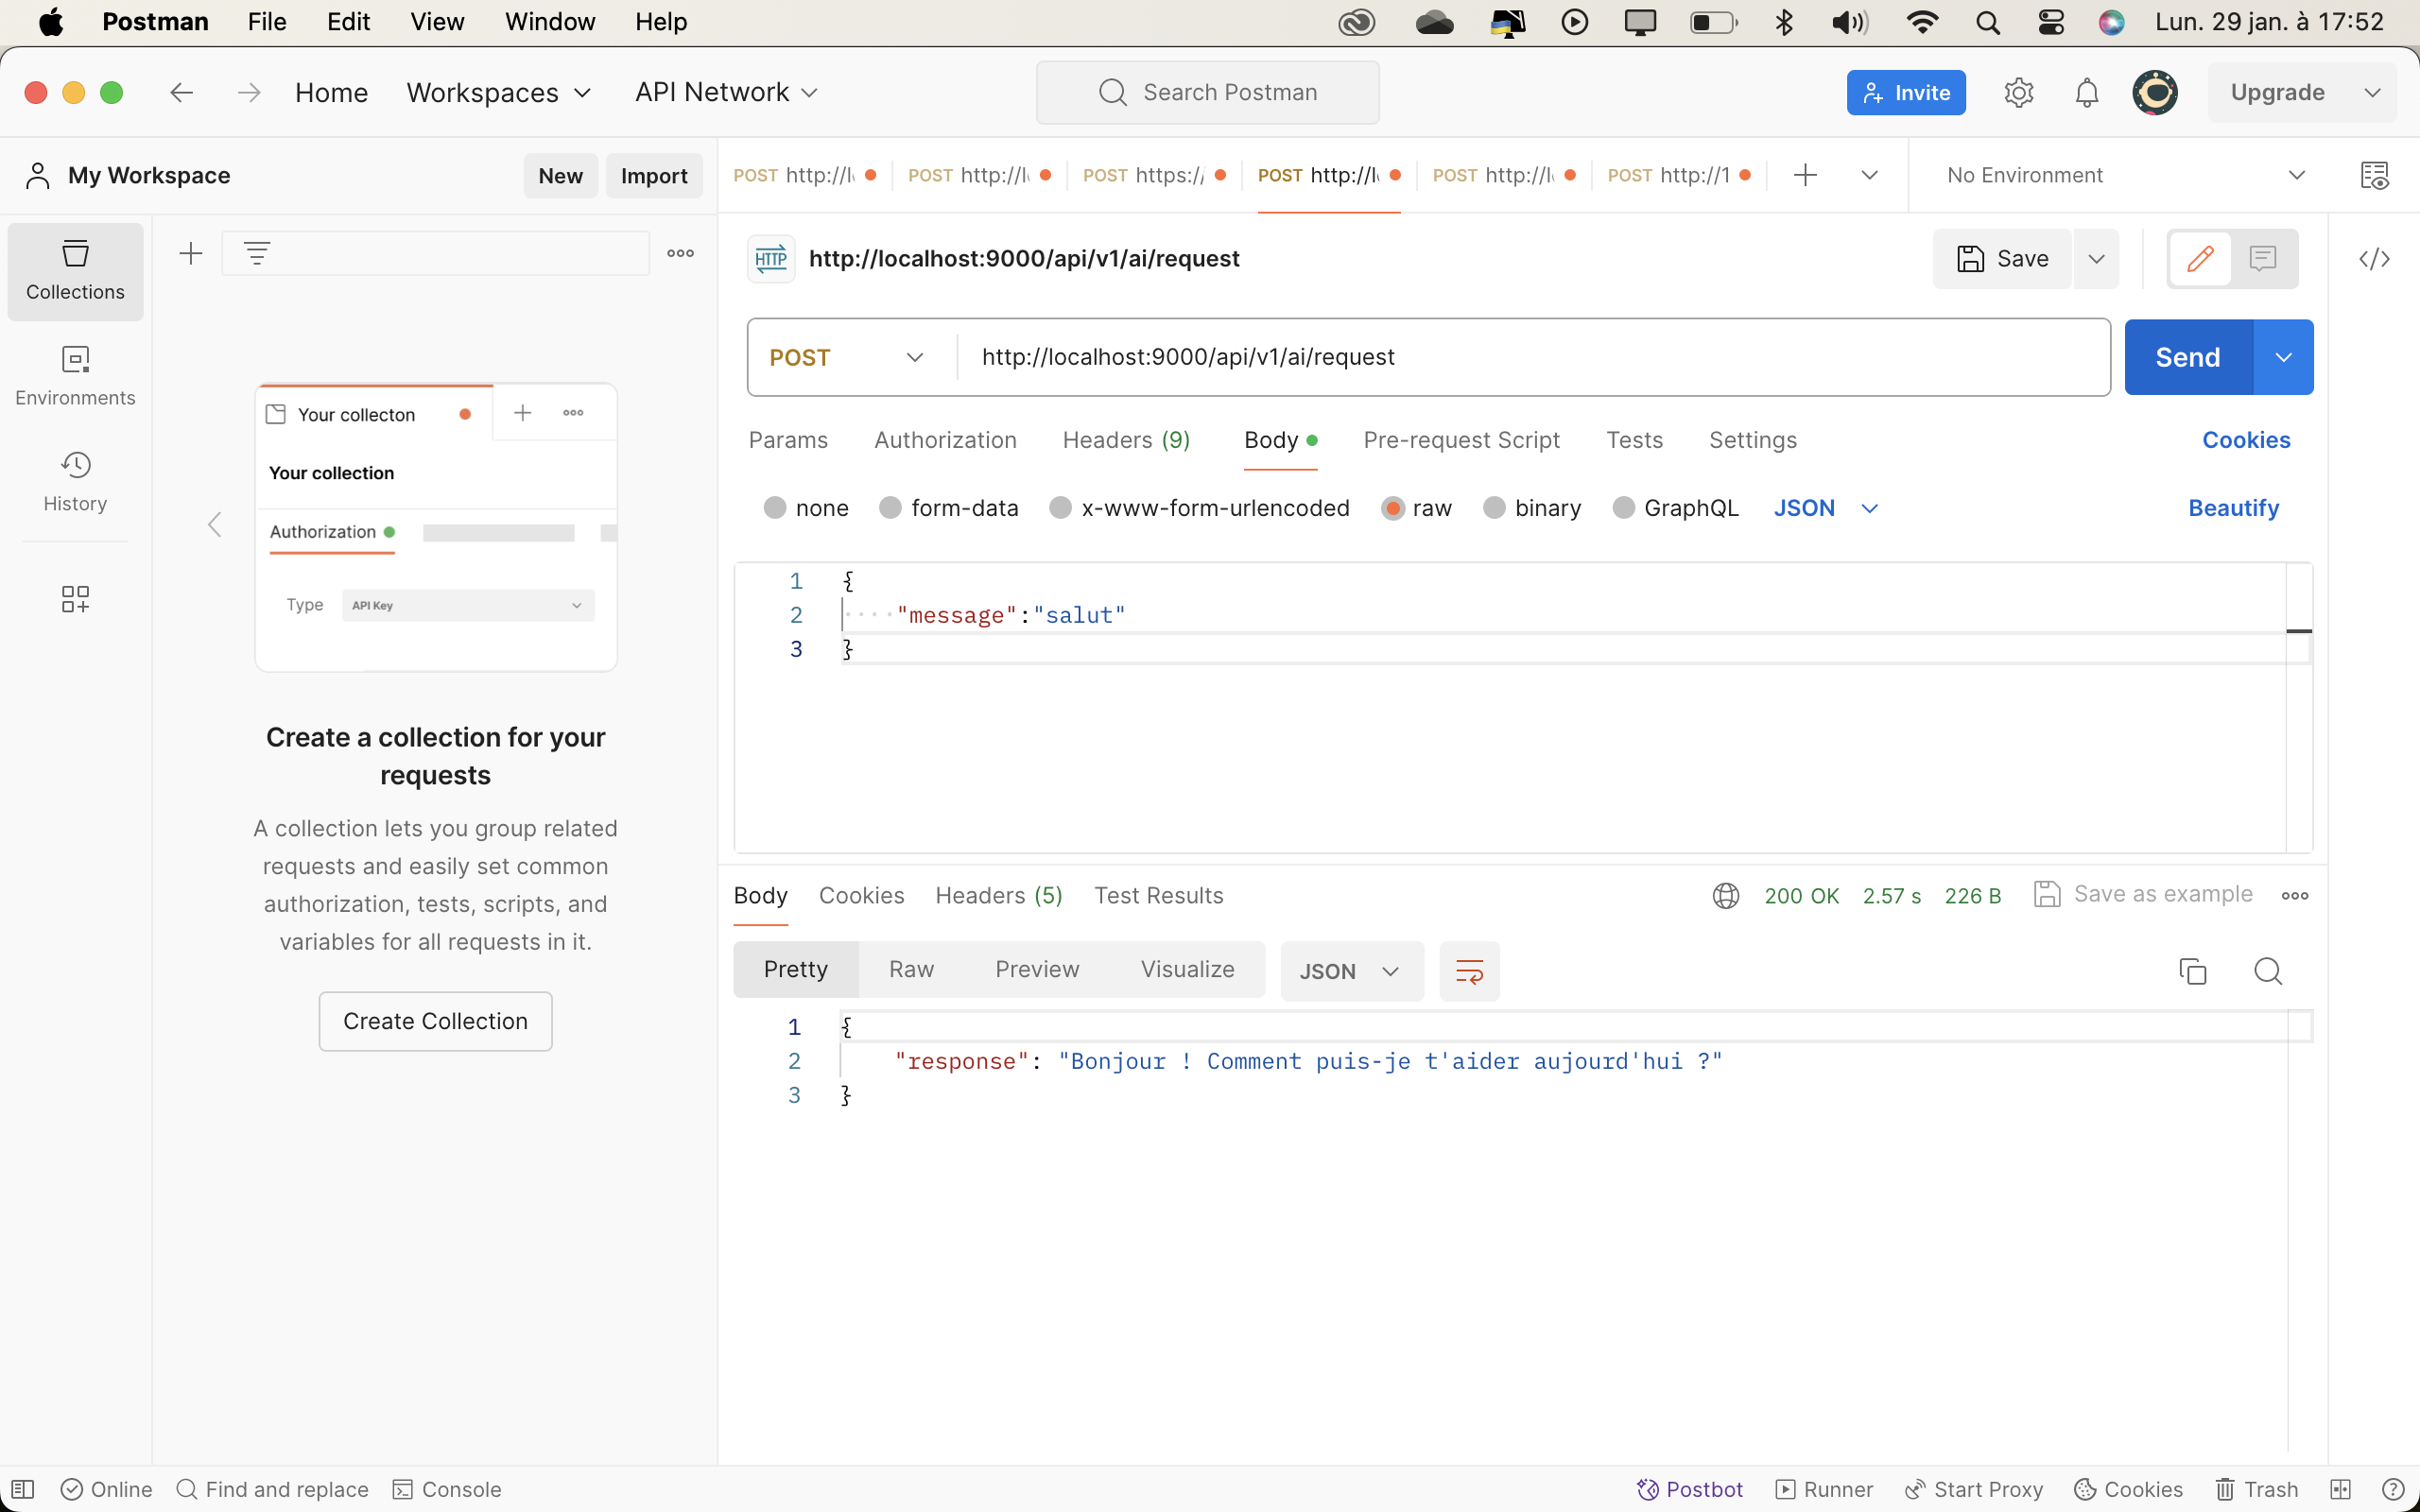 Postman File Edit View Window Help Lun. 29 jan. à 17:52
Home Workspaces API Network Search Postman Invite Upgrade
My Workspace New Import
POST http://l POST http://l POST https:/ POST http://l POST http://l POST http://1 No Environment
Collections
Environments
History
Your collecton
Your collection
Authorization
Type API Key
Create a collection for your
requests
A collection lets you group related
requests and easily set common
authorization, tests, scripts, and
variables for all requests in it.
Create Collection
HTTP http://localhost:9000/api/v1/ai/request Save
POST http://localhost:9000/api/v1/ai/request Send
Params Authorization Headers (9) Body Pre-request Script Tests Settings Cookies
none form-data x-www-form-urlencoded raw binary GraphQL JSON Beautify
1 {
2 "message":"salut"
3 }
Body Cookies Headers (5) Test Results 200 OK 2.57 s 226 B Save as example
Pretty Raw Preview Visualize JSON
1 {
2 "response": "Bonjour ! Comment puis-je t'aider aujourd'hui ?"
3 }
Online Find and replace Console Postbot Runner Start Proxy Cookies Trash